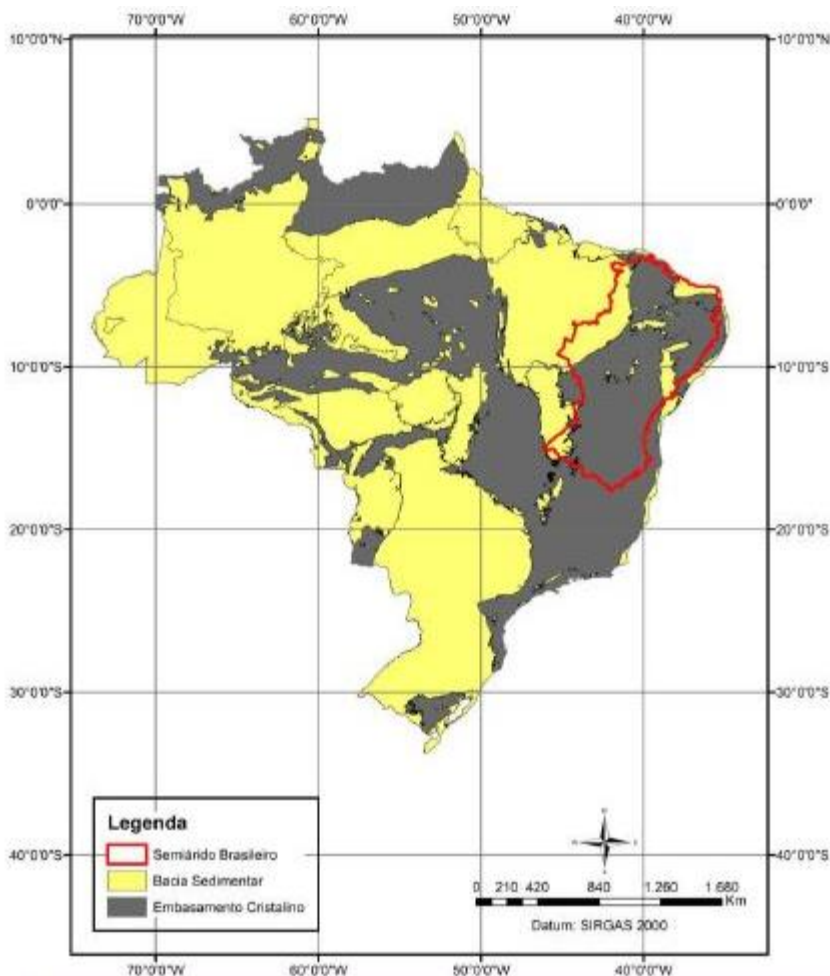 70°0'0"W 60°0'0"W 50°0'0"W 40°0'0"W
10°0'0"N 10°0'0"N
0°0'0" 0°0'0"
10°0'0"S 10°0'0"S
20°0'0"S 20°0'0"S
30°0'0"S 30°0'0"S
Legenda
Semiárido Brasileiro
Bacia Sedimentar
Embasamento Cristalino
40°0'0"S 40°0'0"S
0 210 420 840 1.260 1.680
Km
Datum: SIRGAS 2000
70°0'0"W 60°0'0"W 50°0'0"W 40°0'0"W